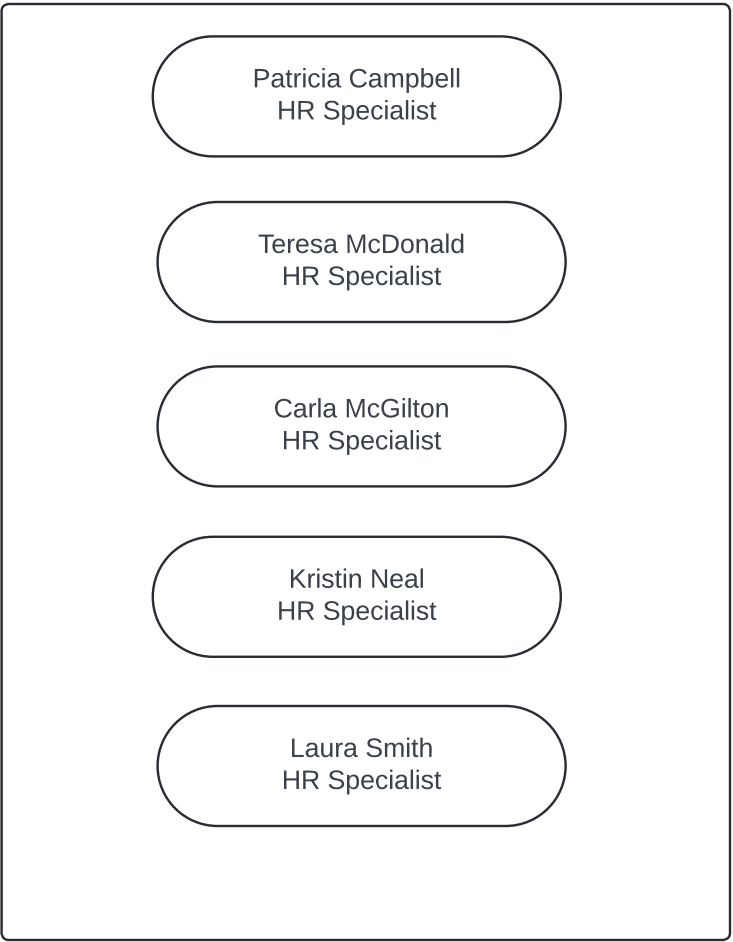 Patricia Campbell
HR Specialist
Teresa McDonald
HR Specialist
Carla McGilton
HR Specialist
Kristin Neal
HR Specialist
Laura Smith
HR Specialist